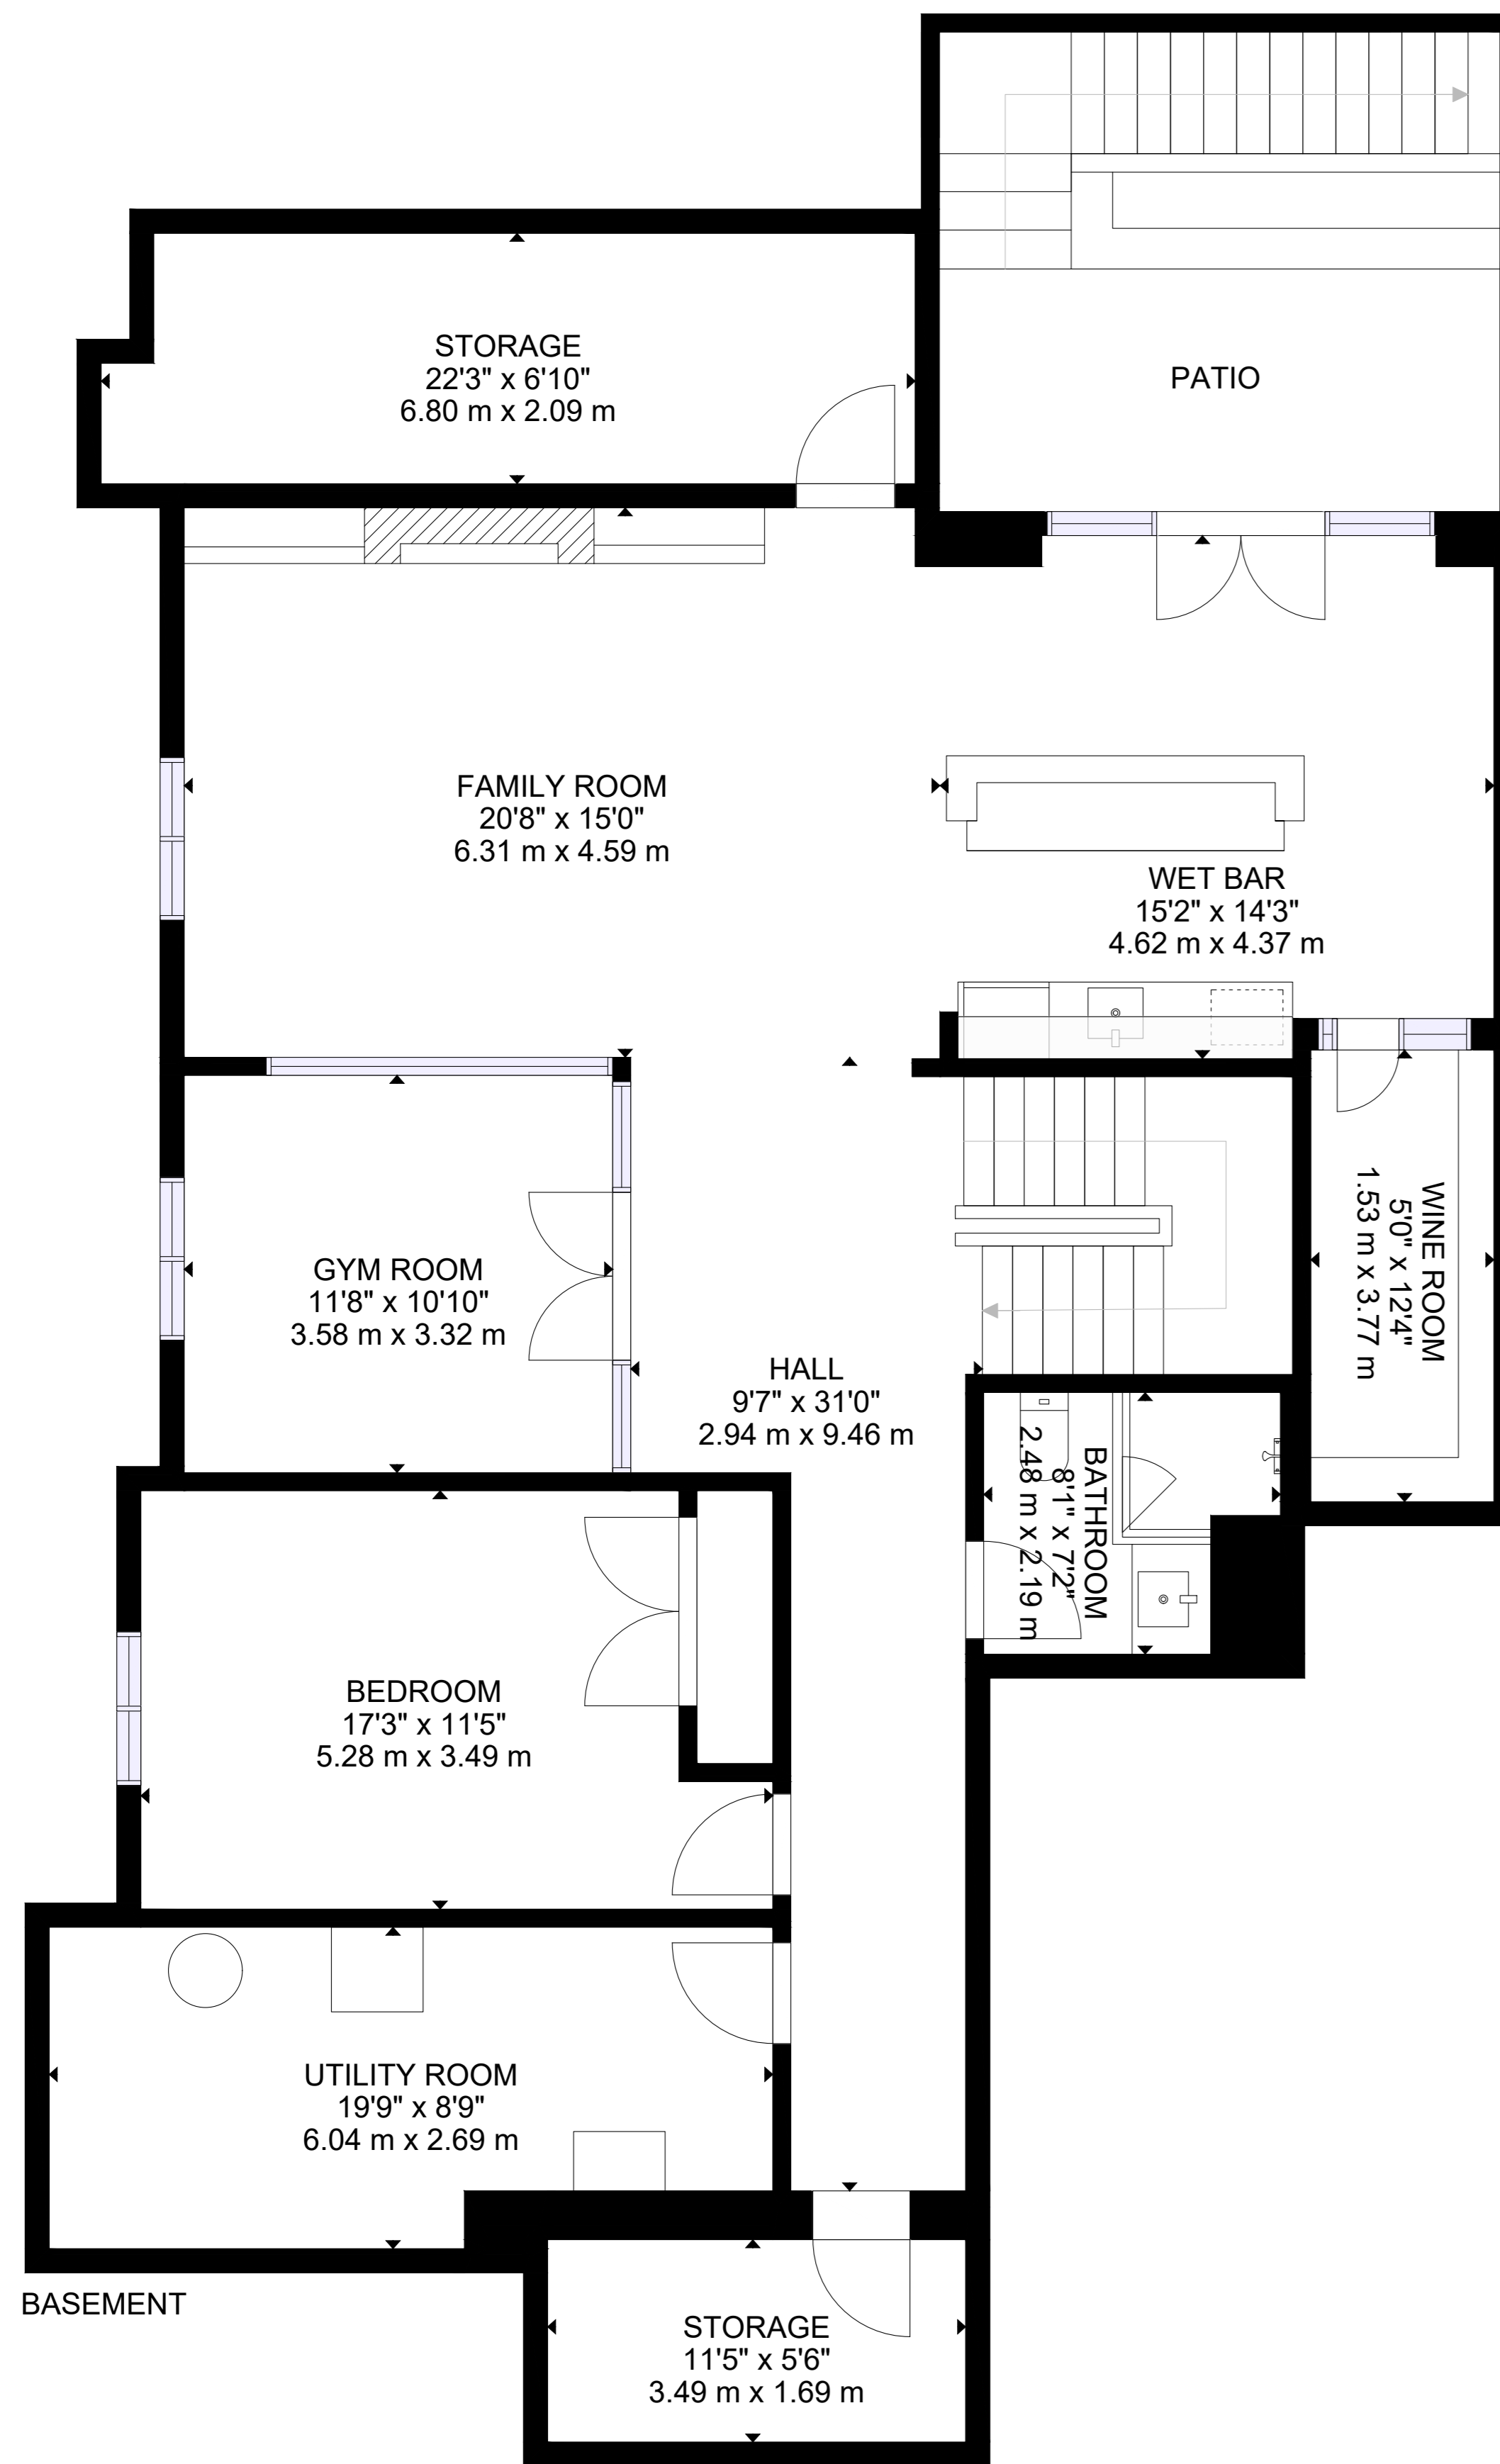 STORAGE
22'3" x 6'10"
6.80 m x 2.09 m
PATIO
FAMILY ROOM
20'8" x 15'0"
6.31 m x 4.59 m
WET BAR
15'2" x 14'3"
4.62 m x 4.37 m
GYM ROOM
11'8" x 10'10"
3.58 m x 3.32 m
WINE ROOM
5'0" x 12'4"
1.53 m x 3.77 m
HALL
9'7" x 31'0"
2.94 m x 9.46 m
BATHROOM
8'1" x 7'2"
2.48 m x 2.19 m
BEDROOM
17'3" x 11'5"
5.28 m x 3.49 m
UTILITY ROOM
19'9" x 8'9"
6.04 m x 2.69 m
BASEMENT
STORAGE
11'5" x 5'6"
3.49 m x 1.69 m